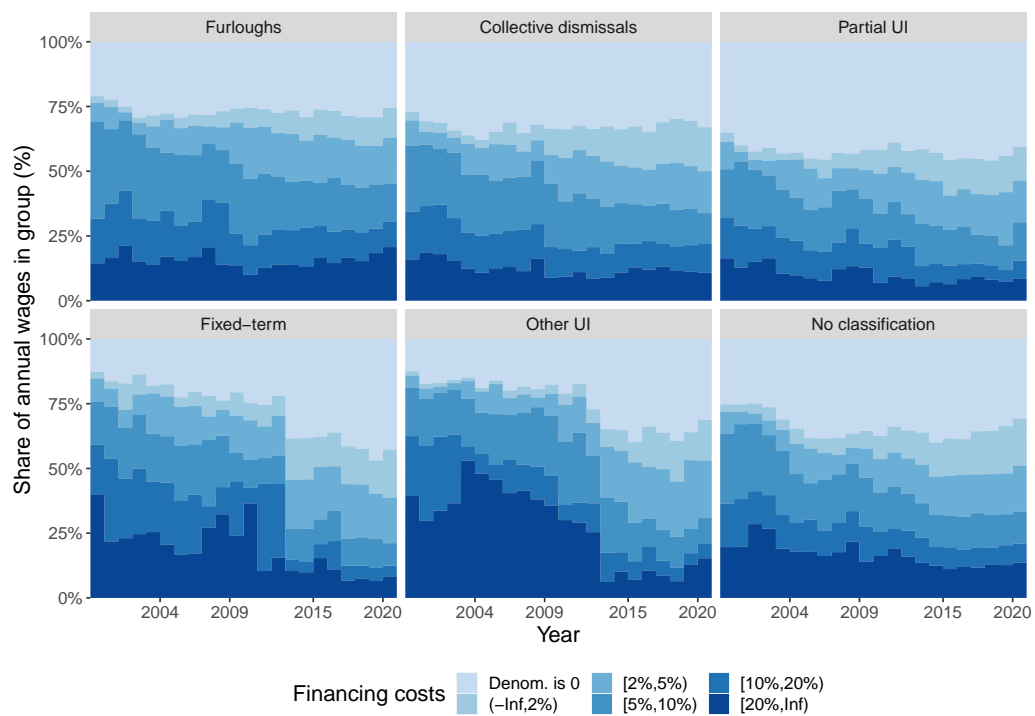 Furloughs Collective dismissals Partial UI
100%
75%
50%
25%
0%
Fixed−term Other UI No classification
100%
75%
50%
25%
0%
2004 2009 2015 2020 2004 2009 2015 2020 2004 2009 2015 2020
Share of annual wages in group (%)
Year
Financing costs
Denom. is 0 [2%,5%) [10%,20%)
(−Inf,2%) [5%,10%) [20%,Inf)